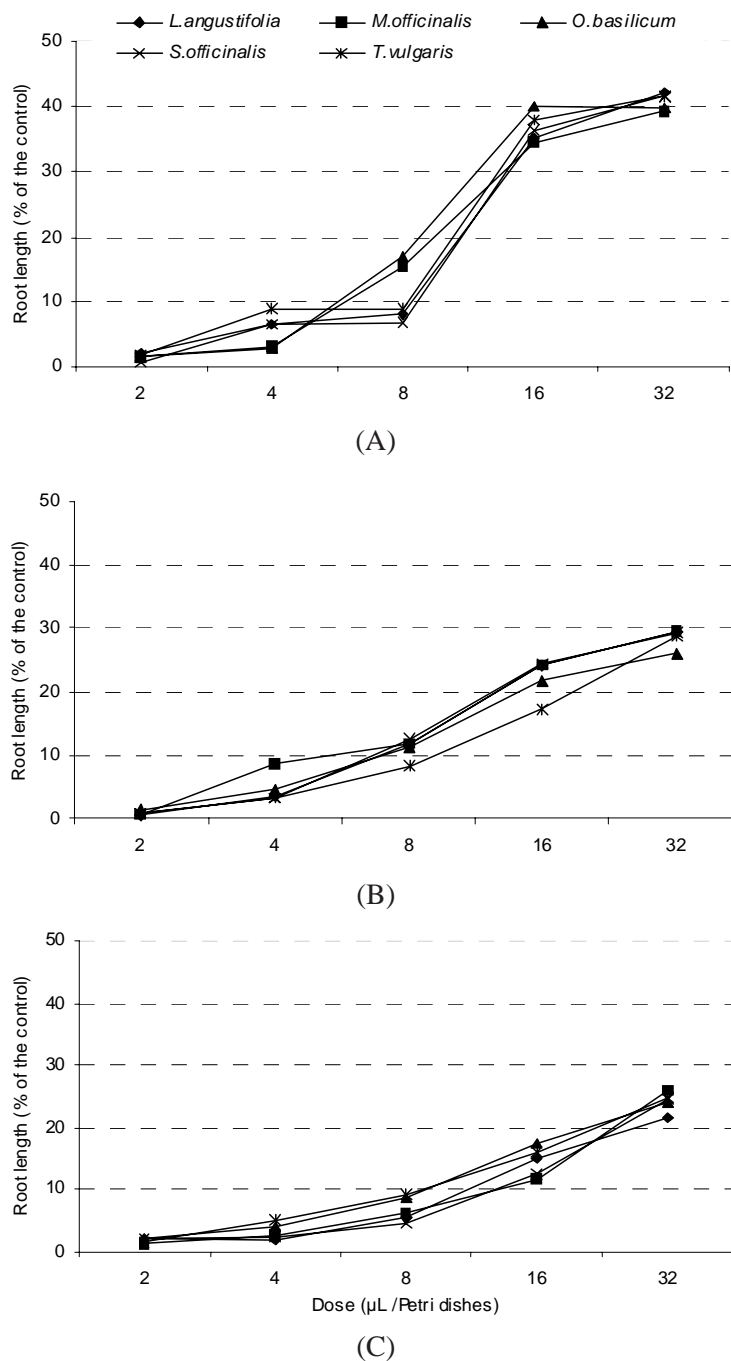 L.angustifolia M.officinalis O.basilicum
S.officinalis T.vulgaris
Root length (% of the control)
50
40
30
20
10
0
2 4 8 16 32
(A)
Root length (% of the control)
50
40
30
20
10
0
2 4 8 16 32
(B)
Root length (% of the control)
50
40
30
20
10
0
2 4 8 16 32
Dose (µL /Petri dishes)
(C)